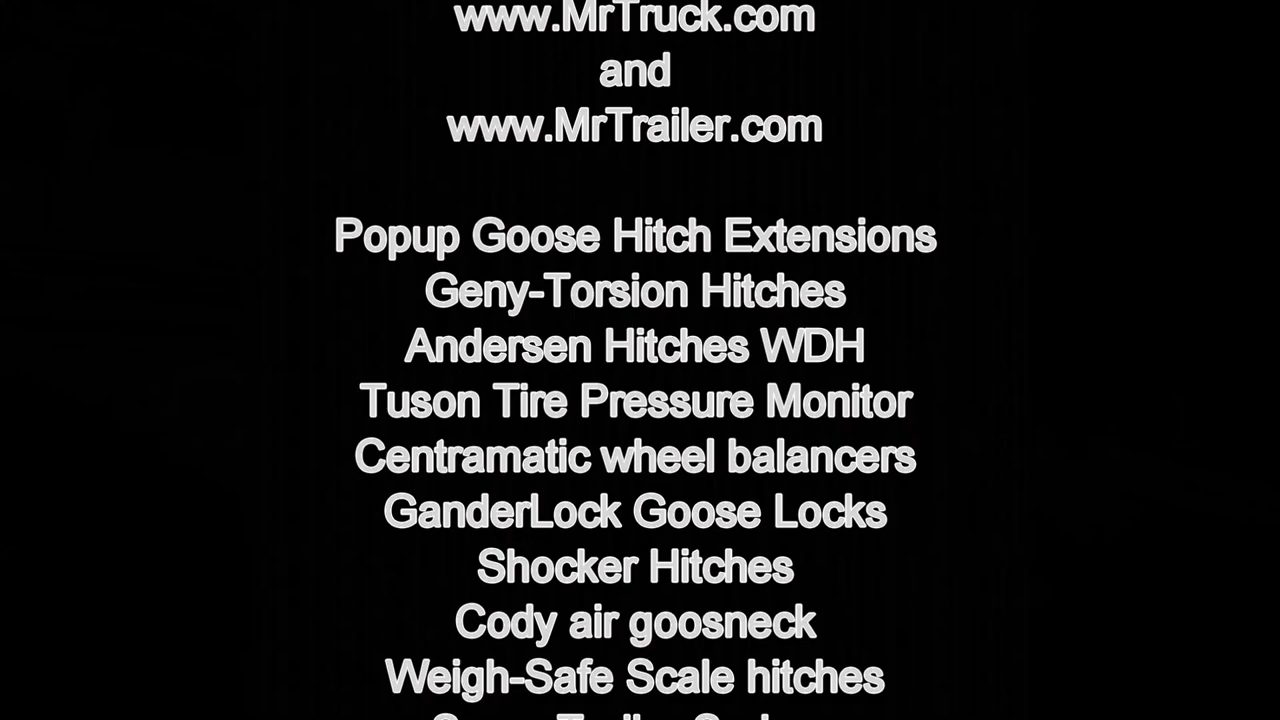 www.MrTruck.com
and
www.MrTrailer.com
Popup Goose Hitch Extensions
Geny-Torsion Hitches
Andersen Hitches WDH
Tuson Tire Pressure Monitor
Centramatic wheel balancers
GanderLock Goose Locks
Shocker Hitches
Cody air goosneck
Weigh-Safe Scale hitches